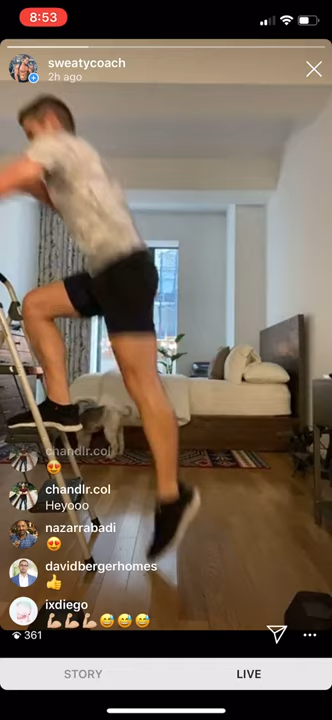 8:53
sweatycoach
2h ago
chandlr.col
😍
chandlr.col
Heyooo
nazarrabadi
😍
davidbergerhomes
👍
ixdiego
💪🏻💪🏻💪🏻😅😅😅
361
STORY
LIVE